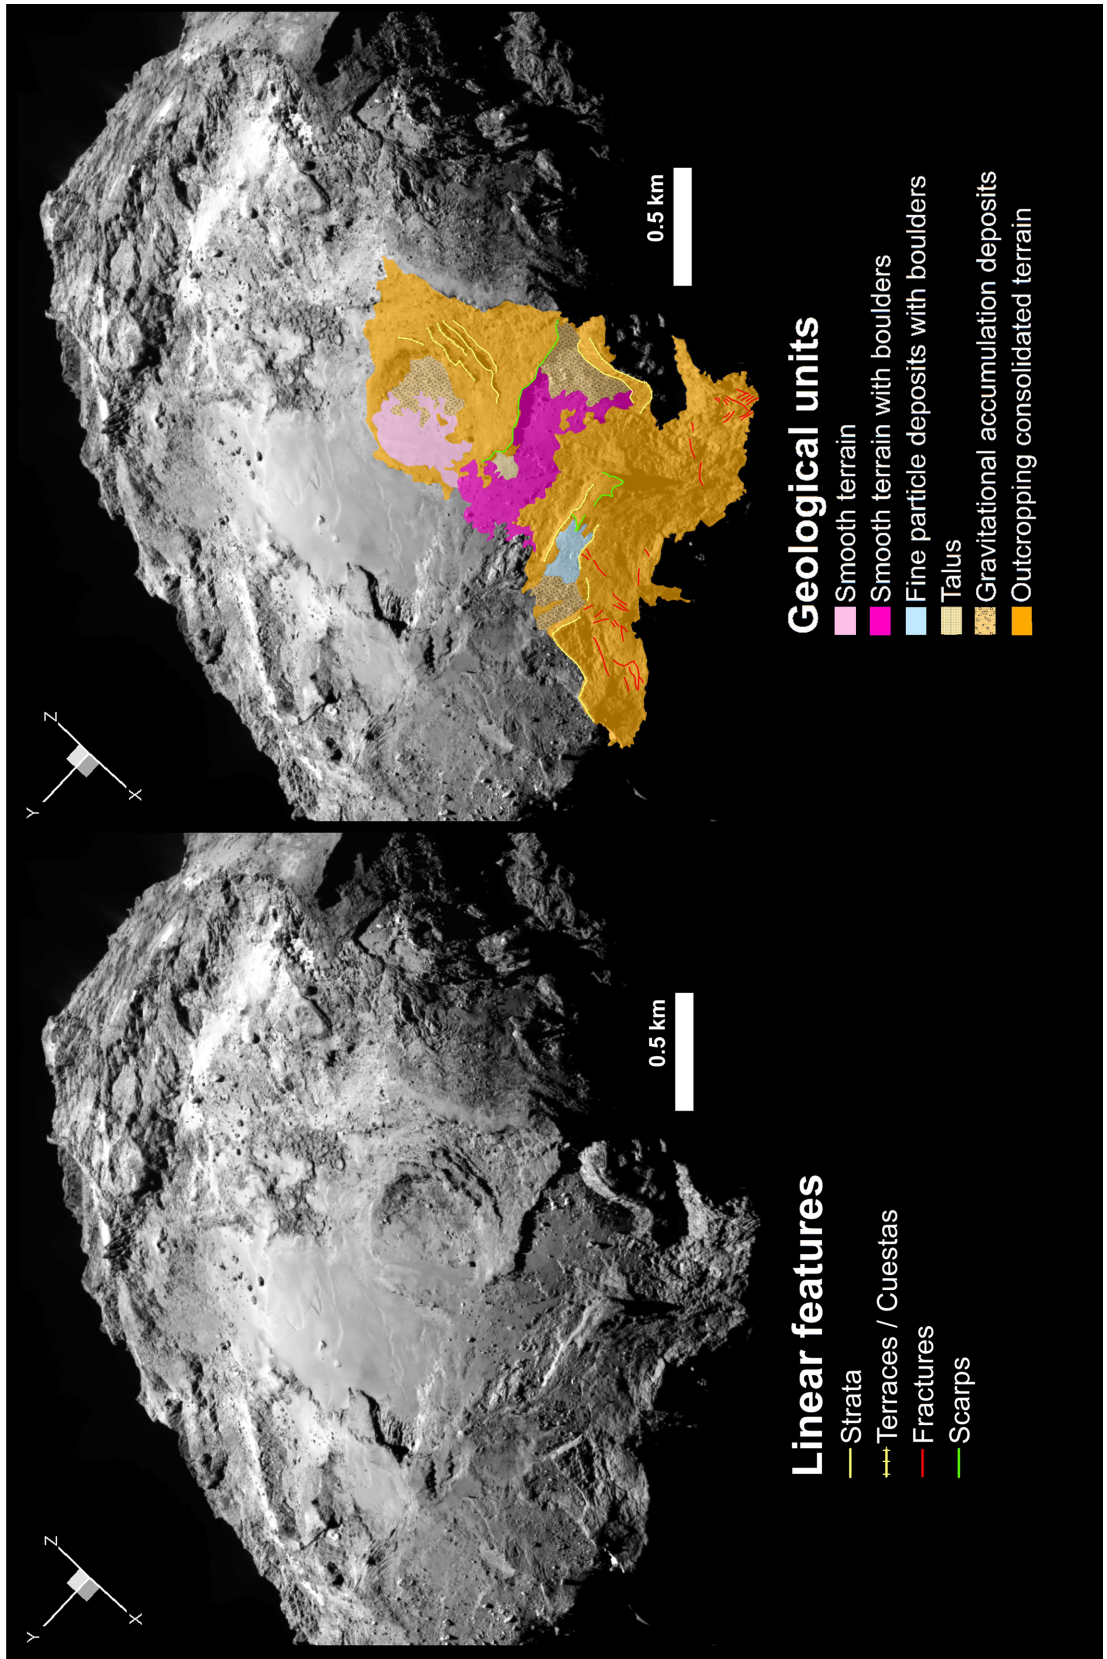 Y
Z
X
0.5 km
Linear features
Strata
Terraces / Cuestas
Fractures
Scarps
Y
Z
X
0.5 km
Geological units
Smooth terrain
Smooth terrain with boulders
Fine particle deposits with boulders
Talus
Gravitational accumulation deposits
Outcropping consolidated terrain